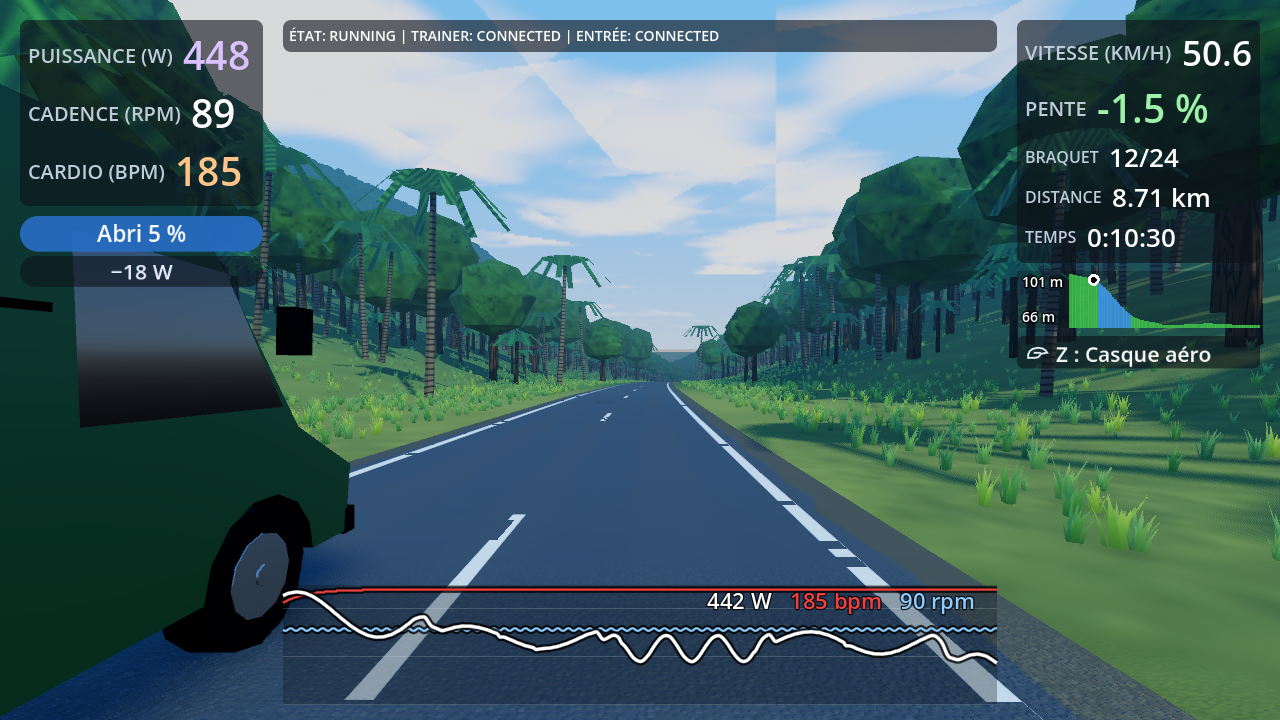 PUISSANCE (W) 448
CADENCE (RPM) 89
CARDIO (BPM) 185
Abri 5 %
−18 W
ÉTAT: RUNNING | TRAINER: CONNECTED | ENTRÉE: CONNECTED
VITESSE (KM/H) 50.6
PENTE -1.5 %
BRAQUET 12/24
DISTANCE 8.71 km
TEMPS 0:10:30
101 m
66 m
Z : Casque aéro
442 W 185 bpm 90 rpm